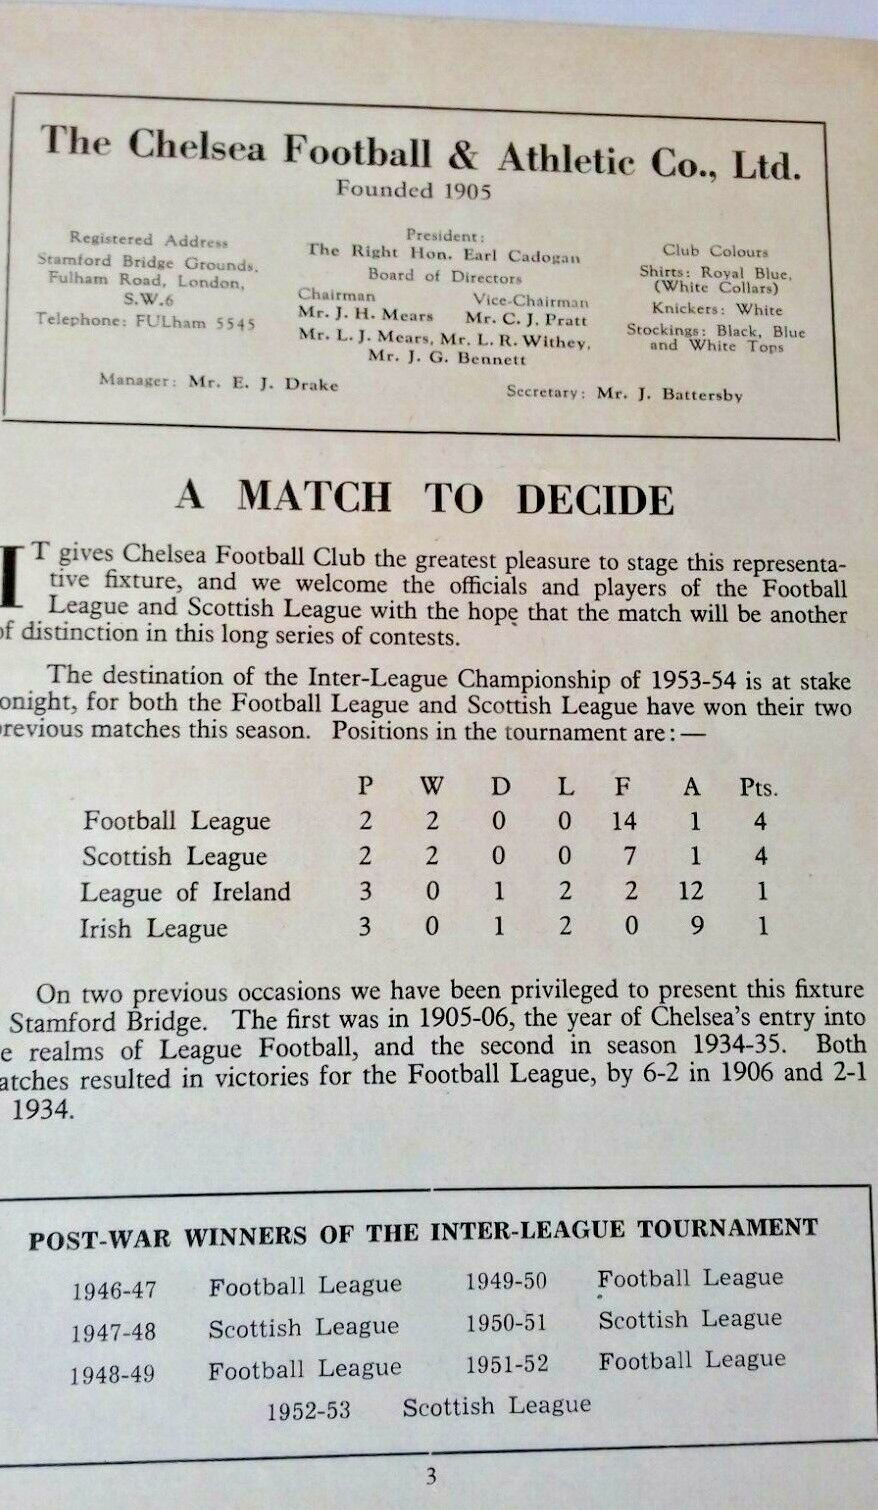 The Chelsea Football & Athletic Co., Ltd.
Founded 1905
Registered Address
Stamford Bridge Grounds,
Fulham Road, London,
S.W.6
Telephone: FULham 5545
President:
The Right Hon. Earl Cadogan
Board of Directors
Chairman Vice-Chairman
Mr. J. H. Mears Mr. C. J. Pratt
Mr. L. J. Mears, Mr. L. R. Withey,
Mr. J. G. Bennett
Club Colours
Shirts: Royal Blue,
(White Collars)
Knickers: White
Stockings: Black, Blue
and White Tops
Manager: Mr. E. J. Drake
Secretary: Mr. J. Battersby
A MATCH TO DECIDE
IT gives Chelsea Football Club the greatest pleasure to stage this representa-
tive fixture, and we welcome the officials and players of the Football
League and Scottish League with the hope that the match will be another
of distinction in this long series of contests.
The destination of the Inter-League Championship of 1953-54 is at stake
onight, for both the Football League and Scottish League have won their two
revious matches this season. Positions in the tournament are:—
P W D L F A Pts.
Football League 2 2 0 0 14 1 4
Scottish League 2 2 0 0 7 1 4
League of Ireland 3 0 1 2 2 12 1
Irish League 3 0 1 2 0 9 1
On two previous occasions we have been privileged to present this fixture
Stamford Bridge. The first was in 1905-06, the year of Chelsea's entry into
e realms of League Football, and the second in season 1934-35. Both
atches resulted in victories for the Football League, by 6-2 in 1906 and 2-1
1934.
POST-WAR WINNERS OF THE INTER-LEAGUE TOURNAMENT
1946-47 Football League 1949-50 Football League
1947-48 Scottish League 1950-51 Scottish League
1948-49 Football League 1951-52 Football League
1952-53 Scottish League
3